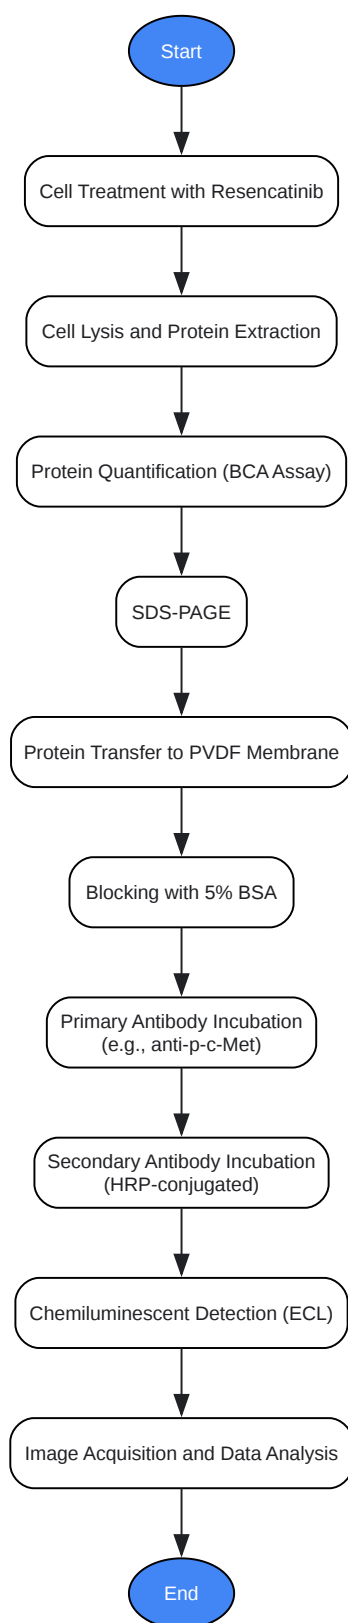 Start
Cell Treatment with Resencatinib
Cell Lysis and Protein Extraction
Protein Quantification (BCA Assay)
SDS-PAGE
Protein Transfer to PVDF Membrane
Blocking with 5% BSA
Primary Antibody Incubation
(e.g., anti-p-c-Met)
Secondary Antibody Incubation
(HRP-conjugated)
Chemiluminescent Detection (ECL)
Image Acquisition and Data Analysis
End